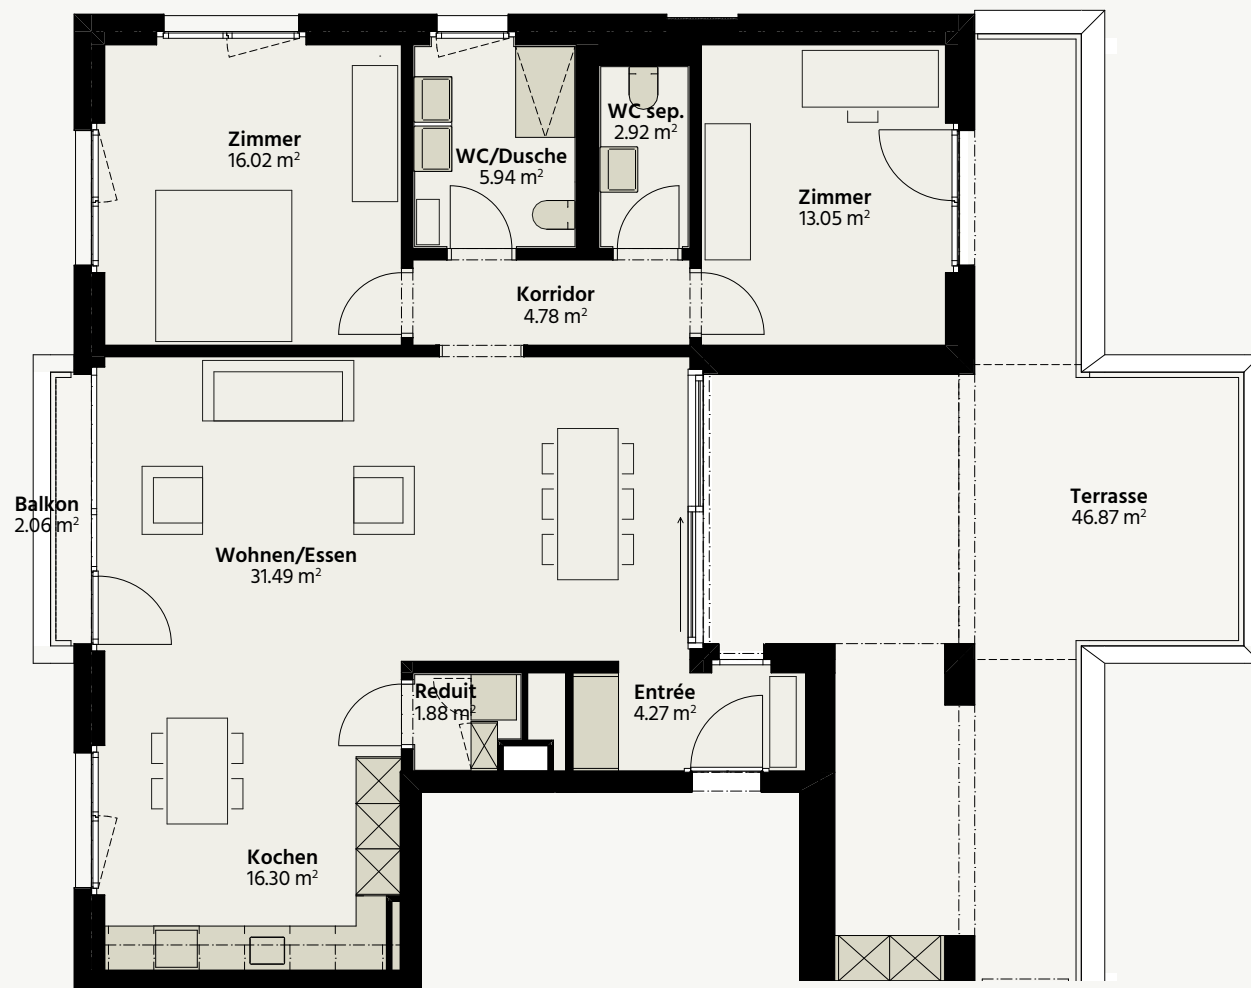 Zimmer
16.02 m²
WC/Dusche
5.94 m²
WC sep.
2.92 m²
Zimmer
13.05 m²
Korridor
4.78 m²
Balkon
2.06 m²
Wohnen/Essen
31.49 m²
Terrasse
46.87 m²
Reduit
1.88 m²
Entrée
4.27 m²
Kochen
16.30 m²